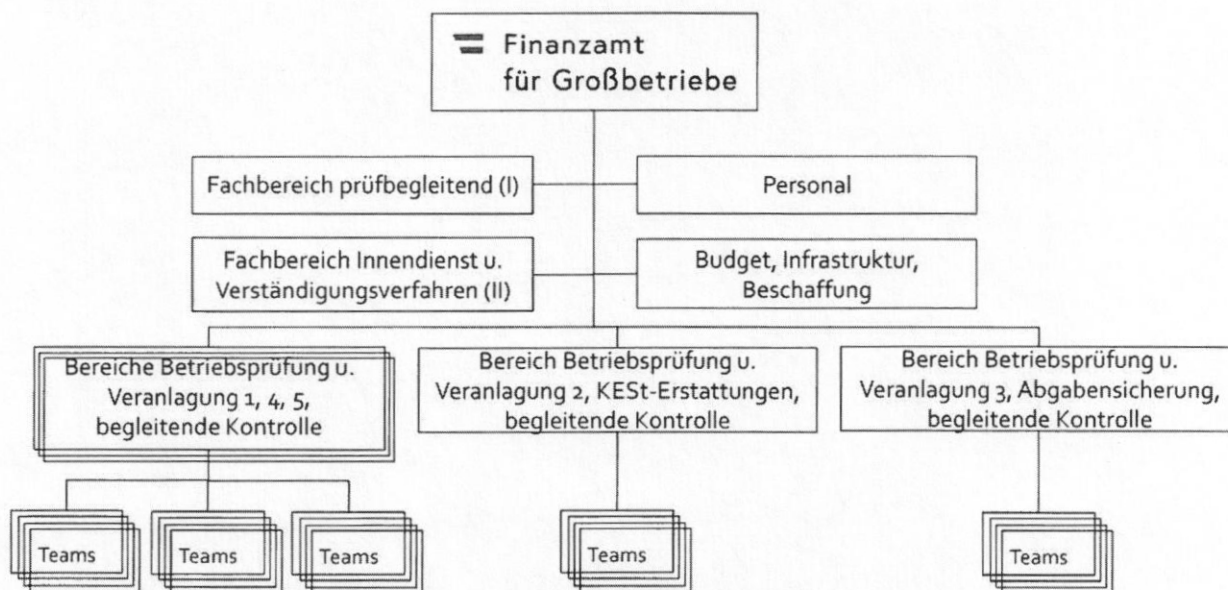 Finanzamt
für Großbetriebe
Fachbereich prüfbegleitend (I)
Personal
Fachbereich Innendienst u.
Verständigungsverfahren (II)
Budget, Infrastruktur,
Beschaffung
Bereiche Betriebsprüfung u.
Veranlagung 1, 4, 5,
begleitende Kontrolle
Bereich Betriebsprüfung u.
Veranlagung 2, KESt-Erstattungen,
begleitende Kontrolle
Bereich Betriebsprüfung u.
Veranlagung 3, Abgabensicherung,
begleitende Kontrolle
Teams
Teams
Teams
Teams
Teams